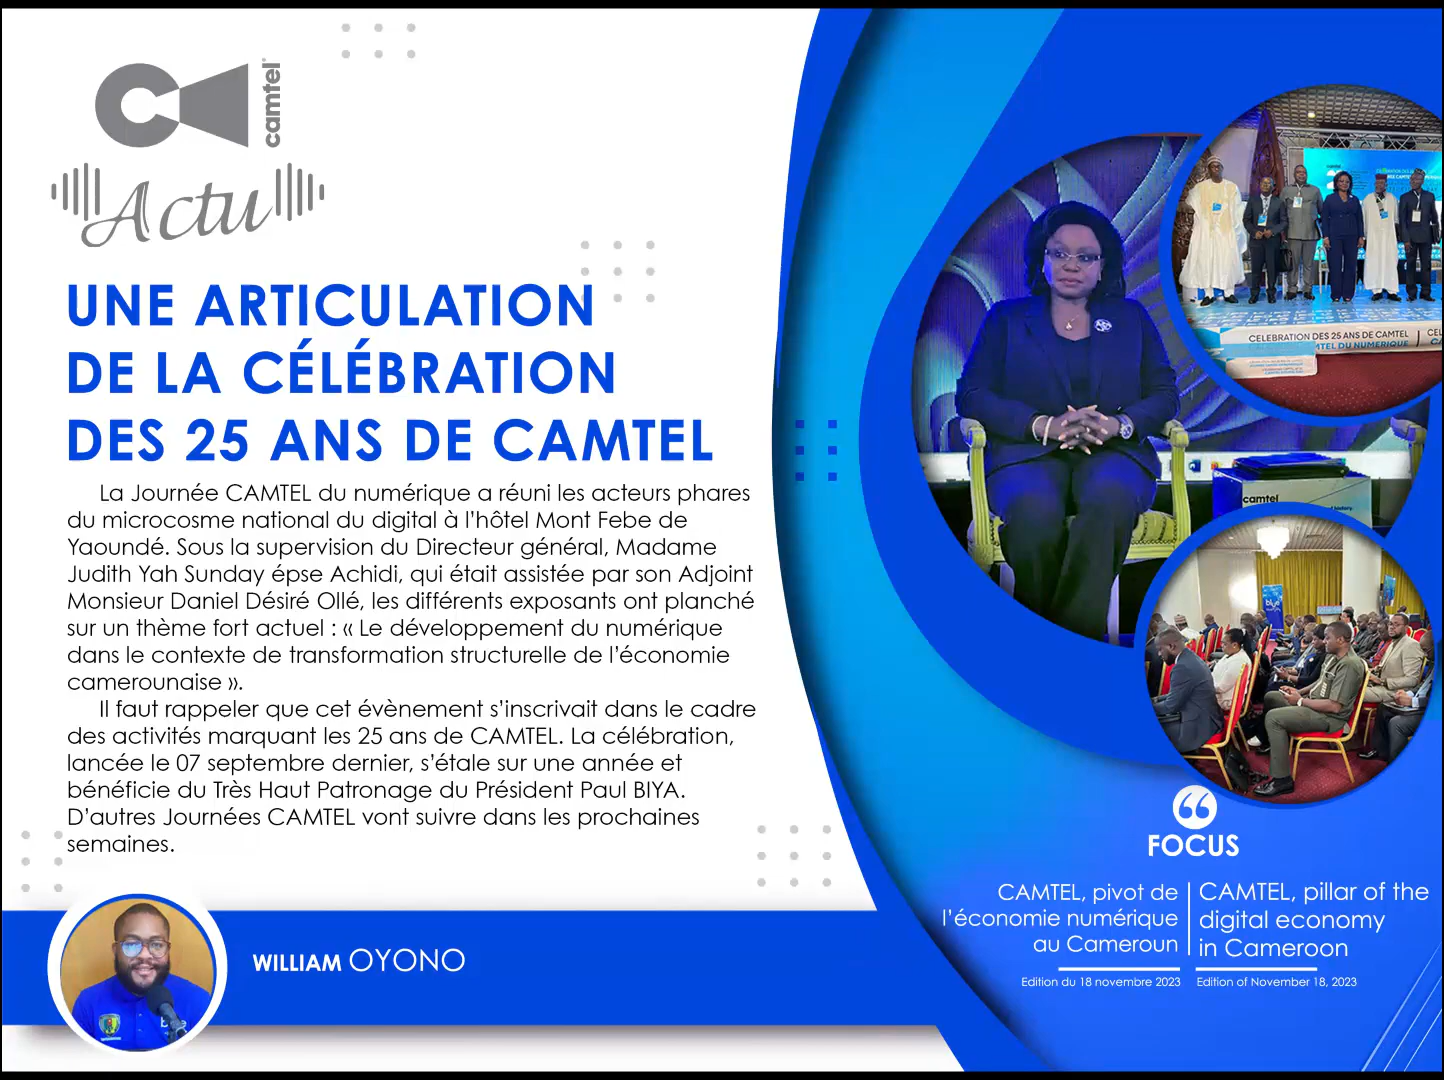 camtel
Actu
UNE ARTICULATION
DE LA CÉLÉBRATION
DES 25 ANS DE CAMTEL
La Journée CAMTEL du numérique a réuni les acteurs phares
du microcosme national du digital à l'hôtel Mont Febe de
Yaoundé. Sous la supervision du Directeur général, Madame
Judith Yah Sunday épse Achidi, qui était assistée par son Adjoint
Monsieur Daniel Désiré Ollé, les différents exposants ont planché
sur un thème fort actuel : « Le développement du numérique
dans le contexte de transformation structurelle de l'économie
camerounaise ».
Il faut rappeler que cet évènement s'inscrivait dans le cadre
des activités marquant les 25 ans de CAMTEL. La célébration,
lancée le 07 septembre dernier, s'étale sur une année et
bénéficie du Très Haut Patronage du Président Paul BIYA.
D'autres Journées CAMTEL vont suivre dans les prochaines
semaines.
WILLIAM OYONO
CELEBRATION DES 25 ANS DE CAMTEL
MTEL DU NUMERIQUE
camtel
blue
FOCUS
CAMTEL, pivot de
l'économie numérique
au Cameroun
Edition du 18 novembre 2023
CAMTEL, pillar of the
digital economy
in Cameroon
Edition of November 18, 2023